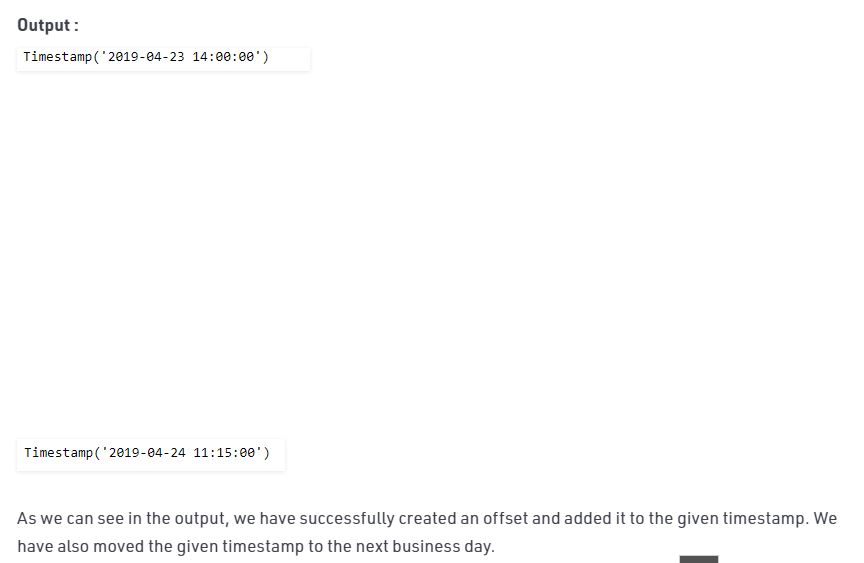 Output :
Timestamp('2019-04-23 14:00:00')
Timestamp('2019-04-24 11:15:00')
As we can see in the output, we have successfully created an offset and added it to the given timestamp. We
have also moved the given timestamp to the next business day.